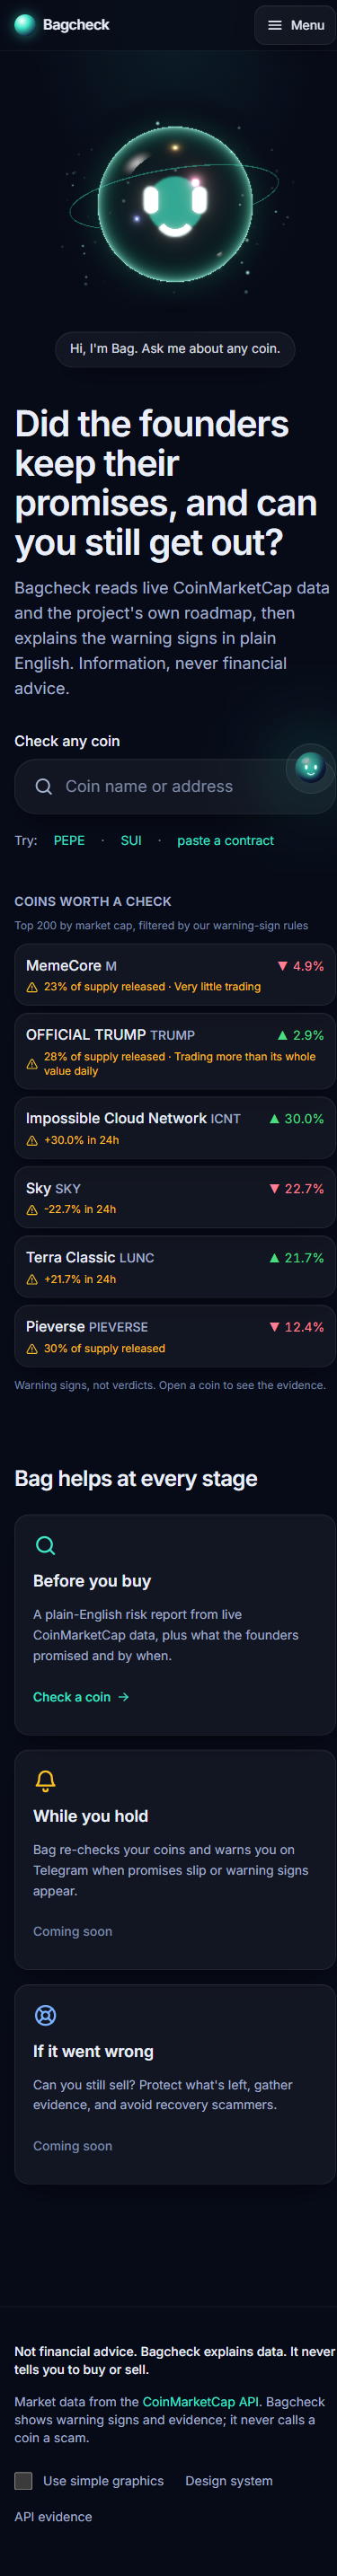 Bagcheck
Menu
Hi, I'm Bag. Ask me about any coin.
Did the founders
keep their
promises, and can
you still get out?
Bagcheck reads live CoinMarketCap data
and the project's own roadmap, then
explains the warning signs in plain
English. Information, never financial
advice.
Check any coin
Coin name or address
Try: PEPE · SUI · paste a contract
COINS WORTH A CHECK
Top 200 by market cap, filtered by our warning-sign rules
MemeCore M ▼ 4.9%
23% of supply released · Very little trading
OFFICIAL TRUMP TRUMP ▲ 2.9%
28% of supply released · Trading more than its whole
value daily
Impossible Cloud Network ICNT ▲ 30.0%
+30.0% in 24h
Sky SKY ▼ 22.7%
-22.7% in 24h
Terra Classic LUNC ▲ 21.7%
+21.7% in 24h
Pieverse PIEVERSE ▼ 12.4%
30% of supply released
Warning signs, not verdicts. Open a coin to see the evidence.
Bag helps at every stage
Before you buy
A plain-English risk report from live
CoinMarketCap data, plus what the founders
promised and by when.
Check a coin →
While you hold
Bag re-checks your coins and warns you on
Telegram when promises slip or warning signs
appear.
Coming soon
If it went wrong
Can you still sell? Protect what's left, gather
evidence, and avoid recovery scammers.
Coming soon
Not financial advice. Bagcheck explains data. It never
tells you to buy or sell.
Market data from the CoinMarketCap API. Bagcheck
shows warning signs and evidence; it never calls a
coin a scam.
Use simple graphics Design system
API evidence